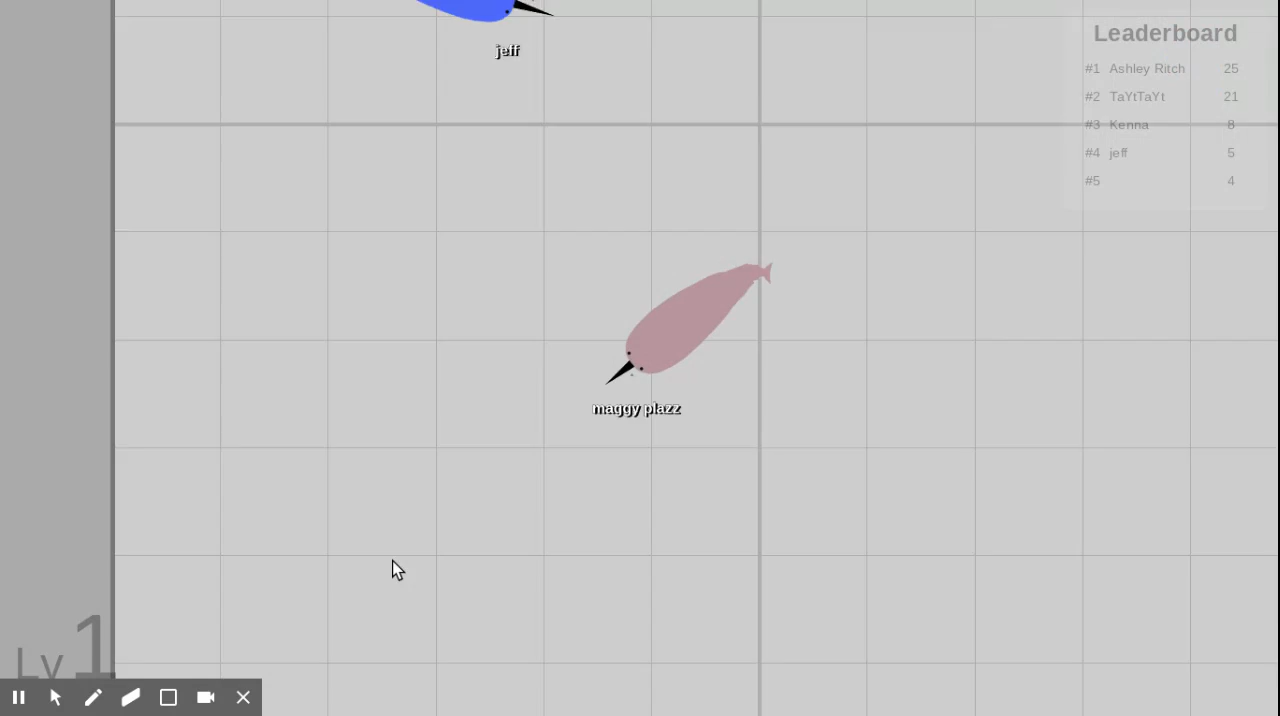 jeff
Leaderboard
#1 Ashley Ritch 25
#2 TaYtTaYt 21
#3 Kenna 8
#4 jeff 5
#5 4
maggy plazz
Lv 1